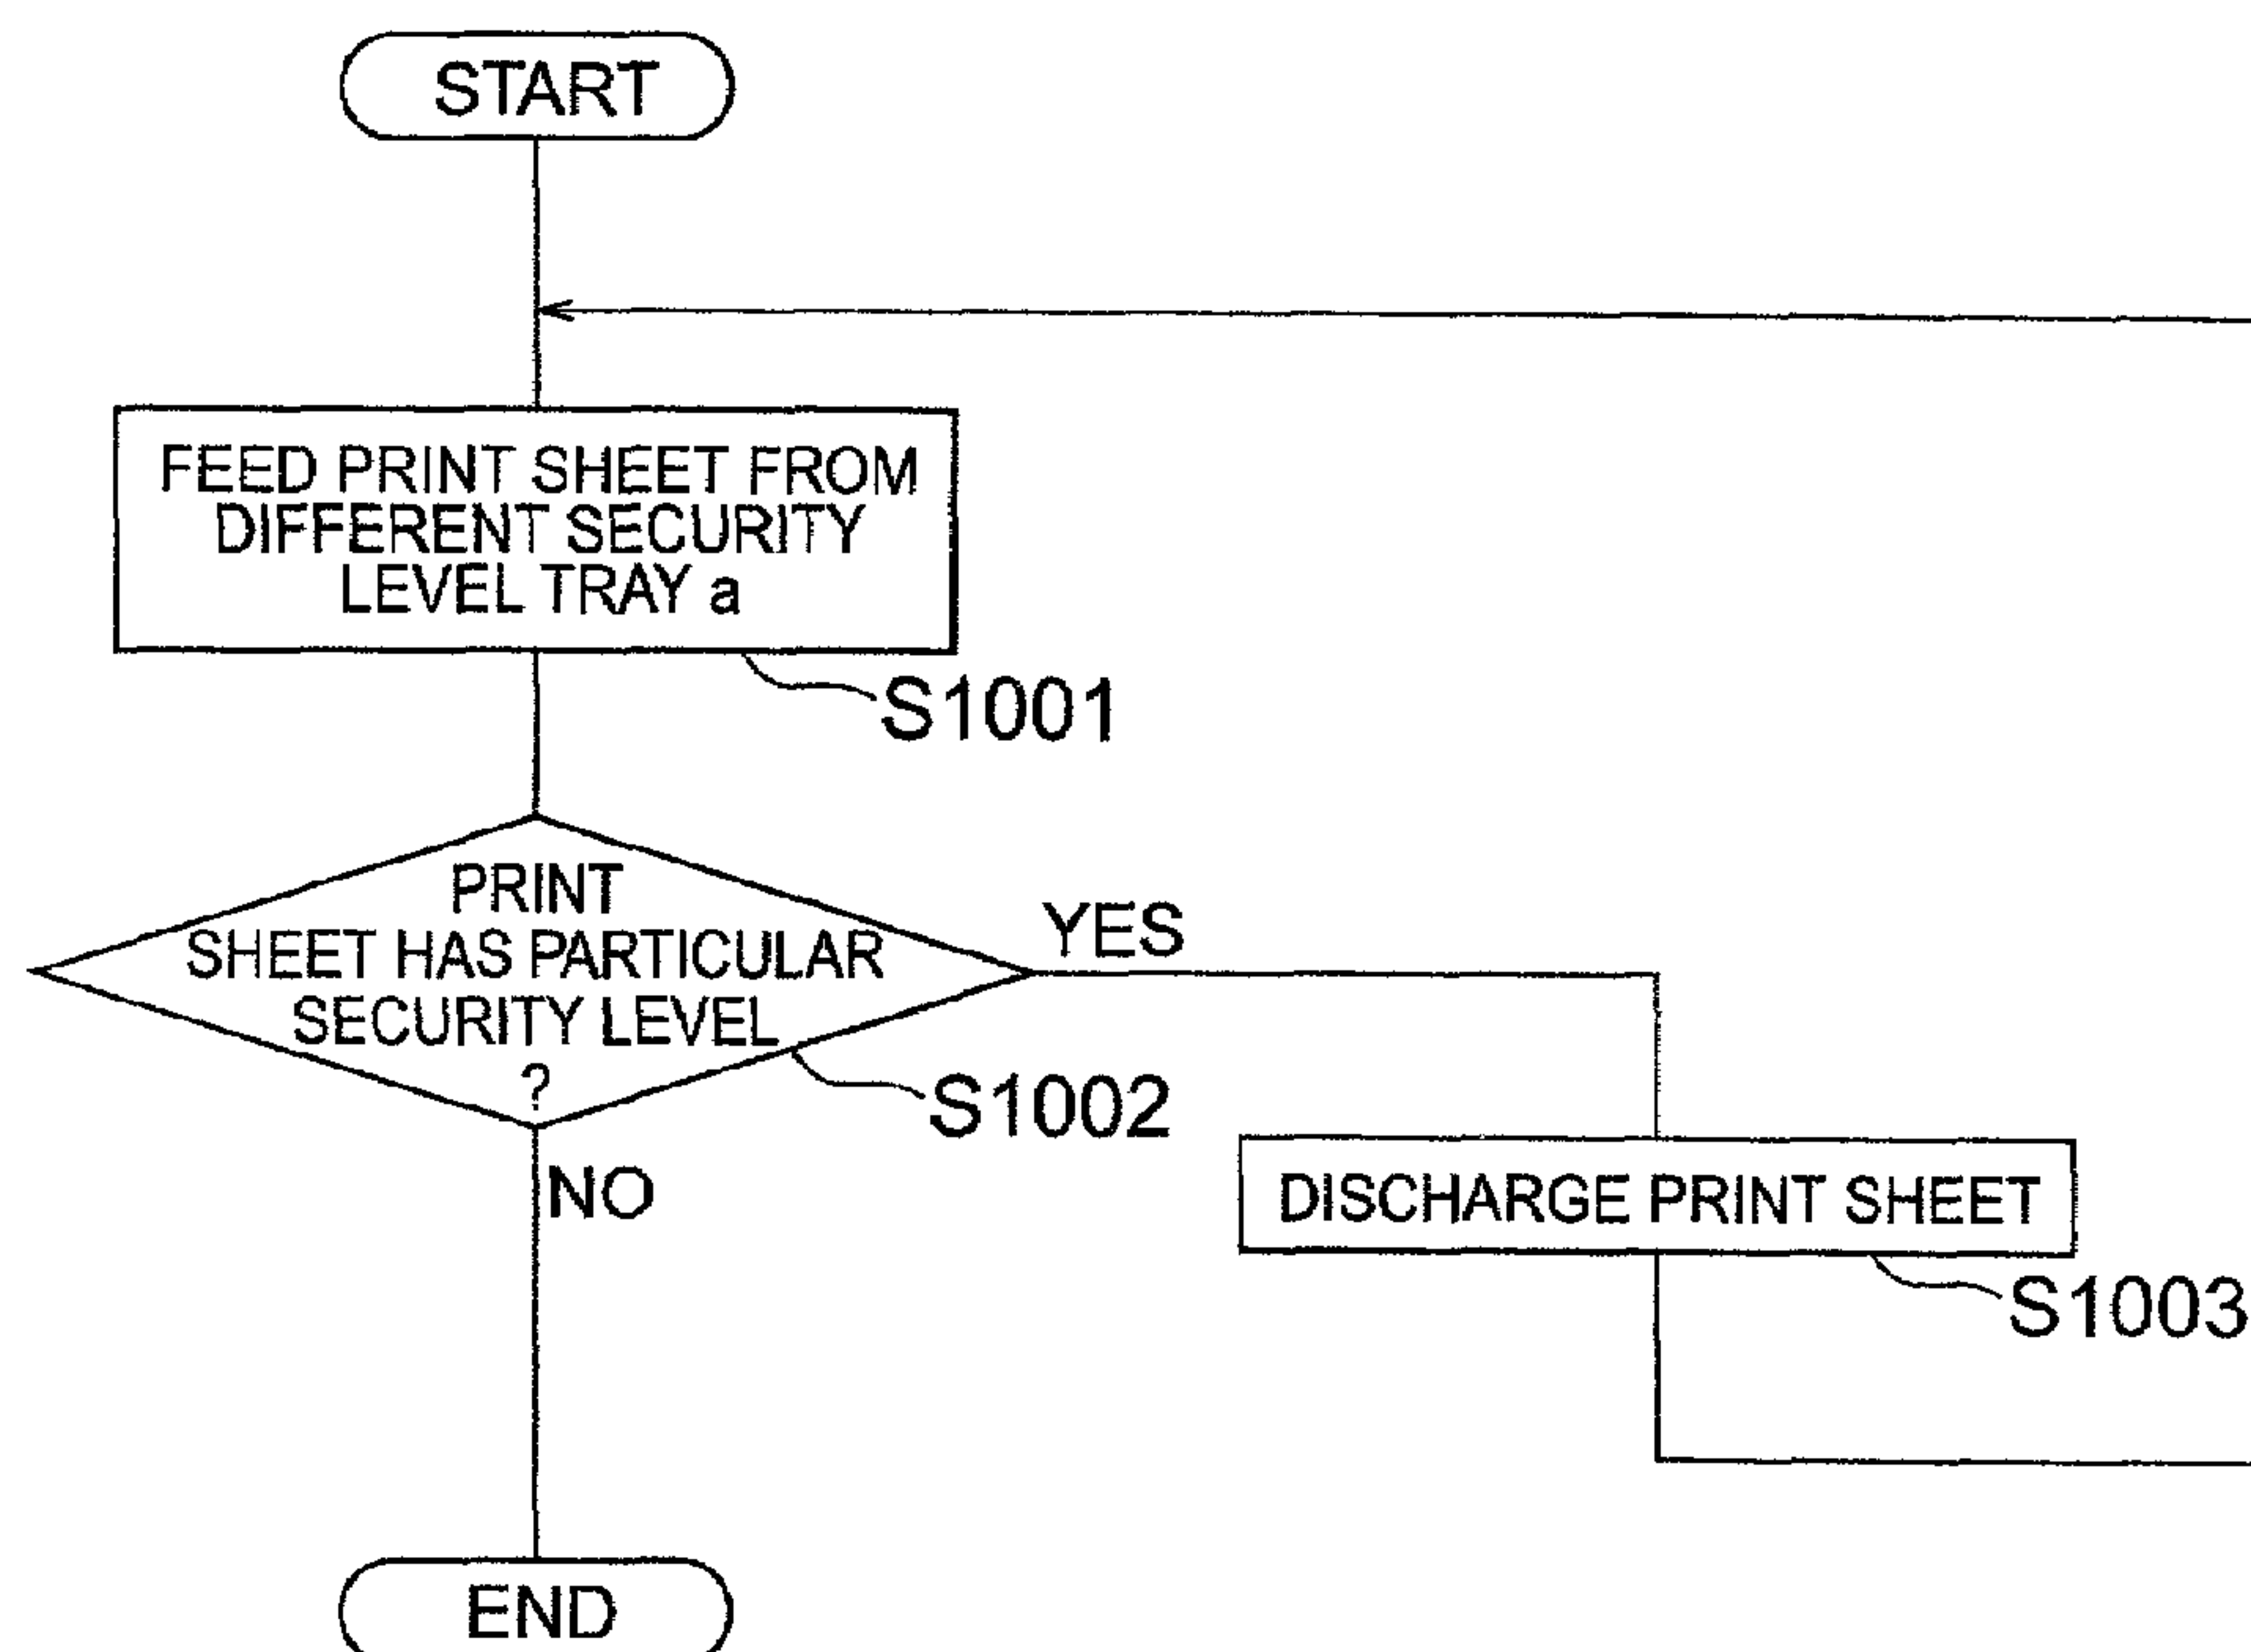 START
FEED PRINT SHEET FROM
DIFFERENT SECURITY
LEVEL TRAY a
S1001
PRINT
SHEET HAS PARTICULAR
SECURITY LEVEL
?
YES
S1002
NO
DISCHARGE PRINT SHEET
S1003
END